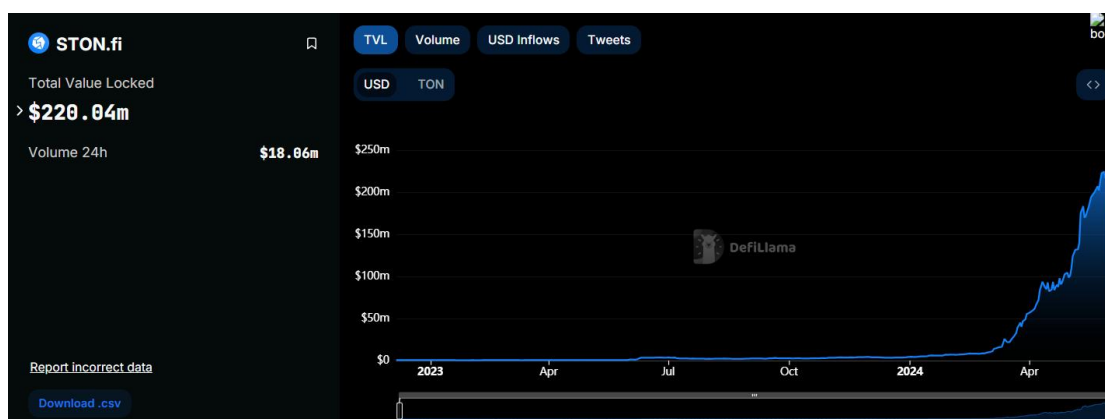 STON.fi
Total Value Locked
$220.04m
Volume 24h $18.06m
Report incorrect data
Download .csv
TVL Volume USD Inflows Tweets
USD TON
bo
$250m
$200m
$150m
$100m
$50m
$0
DefiLlama
2023 Apr Jul Oct 2024 Apr